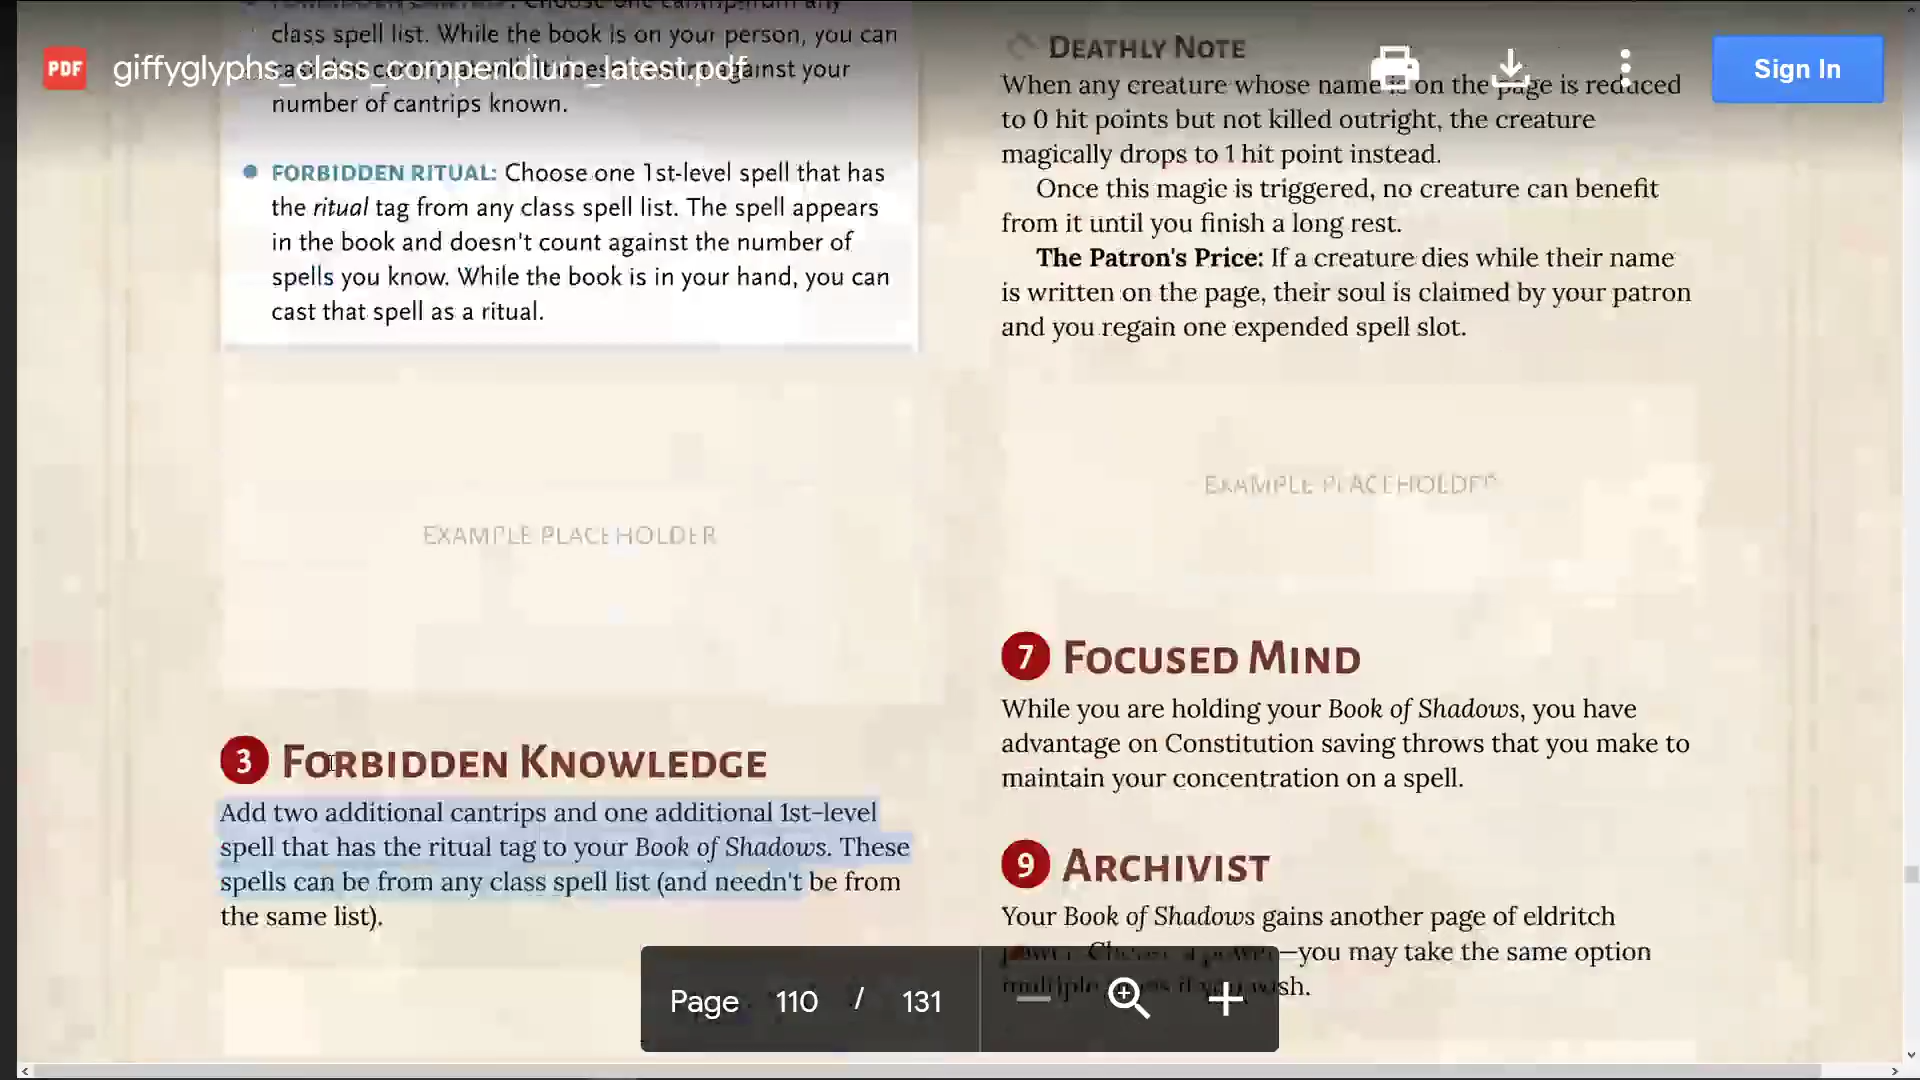 class spell list. While the book is on your person, you can
PDF giffyglyphs_class_compendium_latest.pdf against your
number of cantrips known.
FORBIDDEN RITUAL: Choose one 1st-level spell that has
the ritual tag from any class spell list. The spell appears
in the book and doesn't count against the number of
spells you know. While the book is in your hand, you can
cast that spell as a ritual.
EXAMPLE PLACEHOLDER
3 FORBIDDEN KNOWLEDGE
Add two additional cantrips and one additional 1st-level
spell that has the ritual tag to your Book of Shadows. These
spells can be from any class spell list (and needn't be from
the same list).
DEATHLY NOTE
Sign In
When any creature whose name is on the page is reduced
to 0 hit points but not killed outright, the creature
magically drops to 1 hit point instead.
Once this magic is triggered, no creature can benefit
from it until you finish a long rest.
The Patron's Price: If a creature dies while their name
is written on the page, their soul is claimed by your patron
and you regain one expended spell slot.
EXAMPLE PLACEHOLDER
7 FOCUSED MIND
While you are holding your Book of Shadows, you have
advantage on Constitution saving throws that you make to
maintain your concentration on a spell.
9 ARCHIVIST
Your Book of Shadows gains another page of eldritch
—you may take the same option
Page 110 / 131